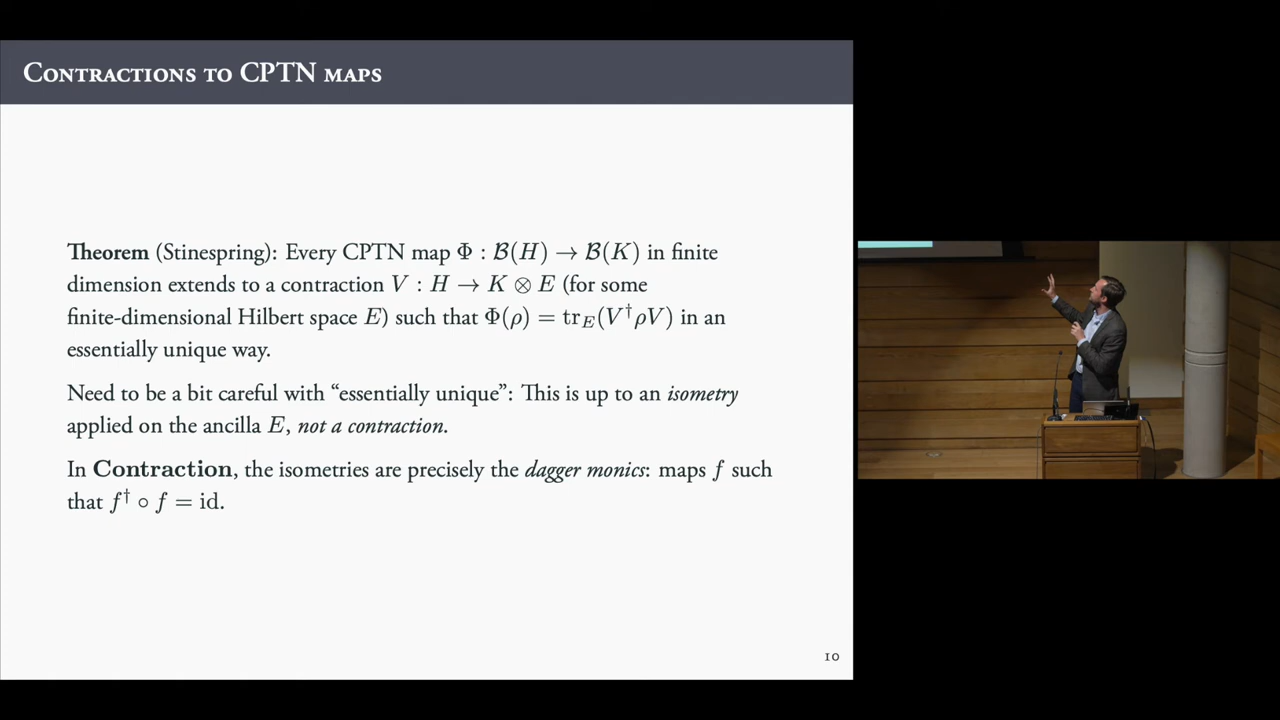 Contractions to CPTN maps
Theorem (Stinespring): Every CPTN map Φ : ℬ(H) → ℬ(K) in finite
dimension extends to a contraction V : H → K ⊗ E (for some
finite-dimensional Hilbert space E) such that Φ(ρ) = tr_E(V†ρV) in an
essentially unique way.
Need to be a bit careful with “essentially unique”: This is up to an isometry
applied on the ancilla E, not a contraction.
In Contraction, the isometries are precisely the dagger monics: maps f such
that f† ∘ f = id.
10